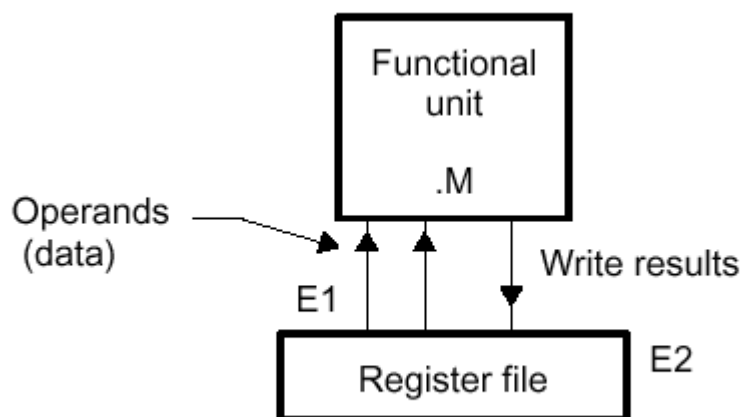 Functional
unit
.M
Operands
(data)
Write results
E1
E2
Register file